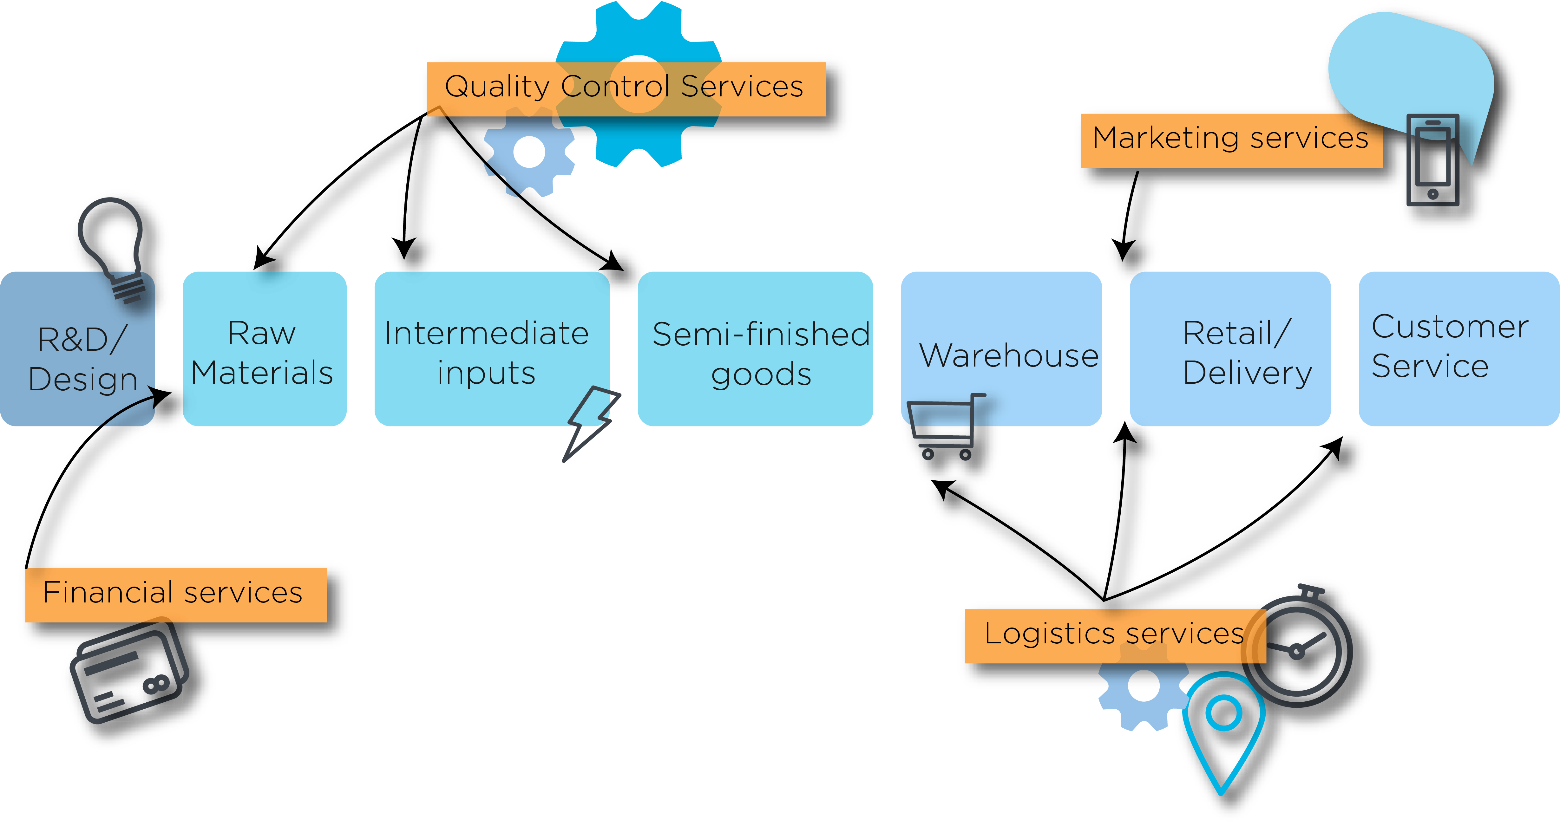 Quality Control Services
Marketing services
R&D/
Design
Raw
Materials
Intermediate
inputs
Semi-finished
goods
Warehouse
Retail/
Delivery
Customer
Service
Financial services
Logistics services